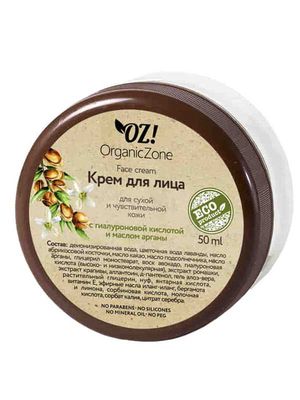 OZ!
OrganicZone
Face cream
Крем для лица
для сухой и
чувствительной
кожи
ECO
product
с гиалуроновой кислотой
и маслом арганы
50 ml
Состав: деионизированная вода, цветочная вода лаванды, масло
абрикосовой косточки, масло какао, масло подсолнечника, масло
Арганы, глицерил моностеарат, воск авокадо, гиалуроновая
кислота (высоко- и низкомолекулярная), экстракт ромашки,
экстракт крапивы, аллантоин, д-пантенол, гель алоэ-вера,
растительный глицерин, нуф, янтарная кислота,
витамин Е, эфирные масла иланг-иланг, бергамота
и лимона, сорбиновая кислота, молочная
кислота, сорбат калия, цитрат серебра.
NO PARABENS · NO SILICONES
NO MINERAL OIL · NO PEG